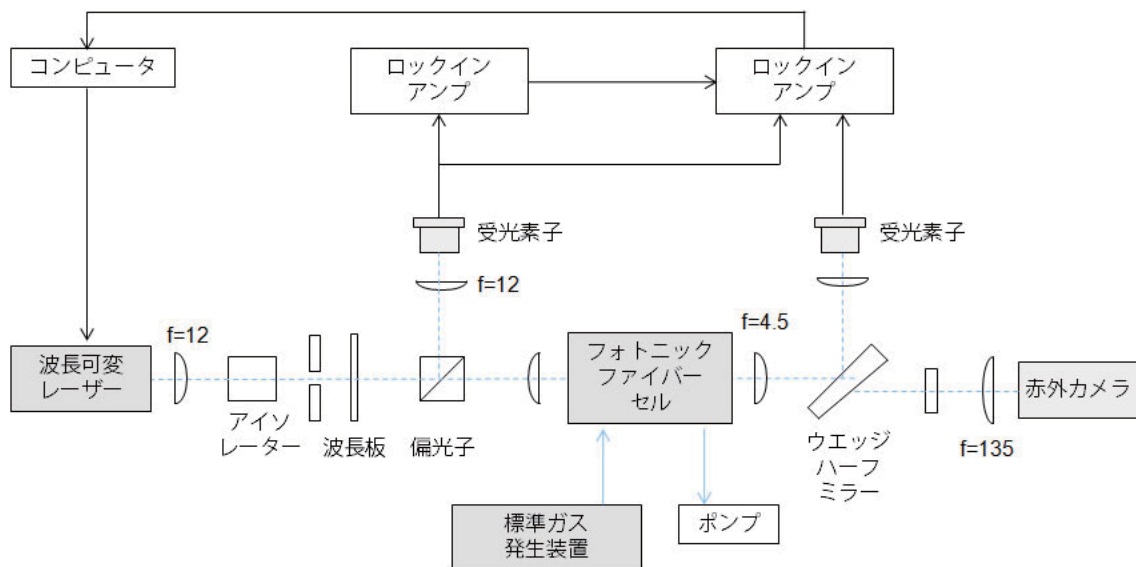 コンピュータ
ロックイン
アンプ
ロックイン
アンプ
受光素子
受光素子
f=12
f=12
f=4.5
波長可変
レーザー
フォトニック
ファイバー
セル
赤外カメラ
アイソ
レーター
波長板
偏光子
ウエッジ
ハーフ
ミラー
f=135
標準ガス
発生装置
ポンプ